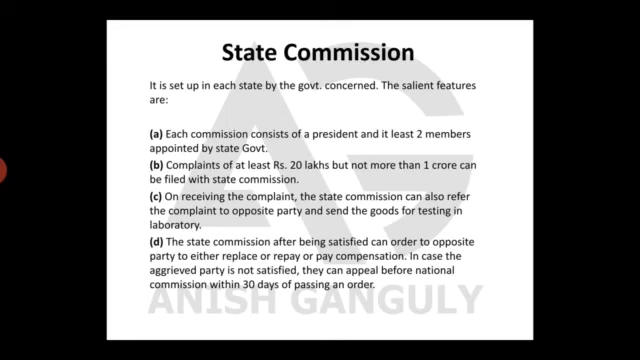 State Commission
It is set up in each state by the govt. concerned. The salient features
are:
(a) Each commission consists of a president and it least 2 members
appointed by state Govt.
(b) Complaints of at least Rs. 20 lakhs but not more than 1 crore can
be filed with state commission.
(c) On receiving the complaint, the state commission can also refer
the complaint to opposite party and send the goods for testing in
laboratory.
(d) The state commission after being satisfied can order to opposite
party to either replace or repay or pay compensation. In case the
aggrieved party is not satisfied, they can appeal before national
commission within 30 days of passing an order.
ANISH GANGULY